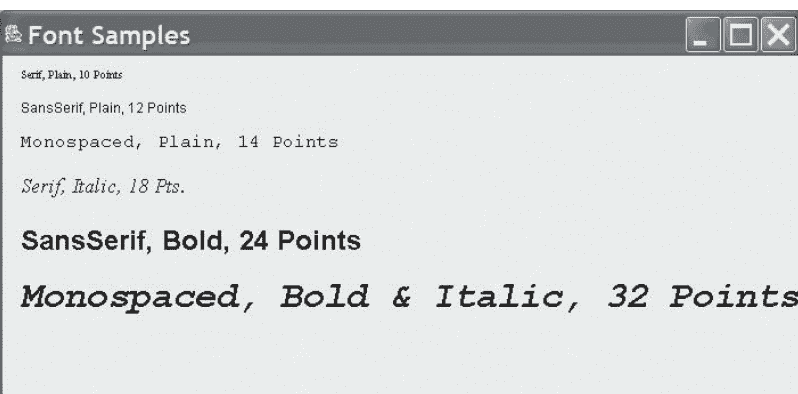 Font Samples
Serif, Plain, 10 Points
SansSerif, Plain, 12 Points
Monospaced, Plain, 14 Points
Serif, Italic, 18 Pts.
SansSerif, Bold, 24 Points
Monospaced, Bold & Italic, 32 Points